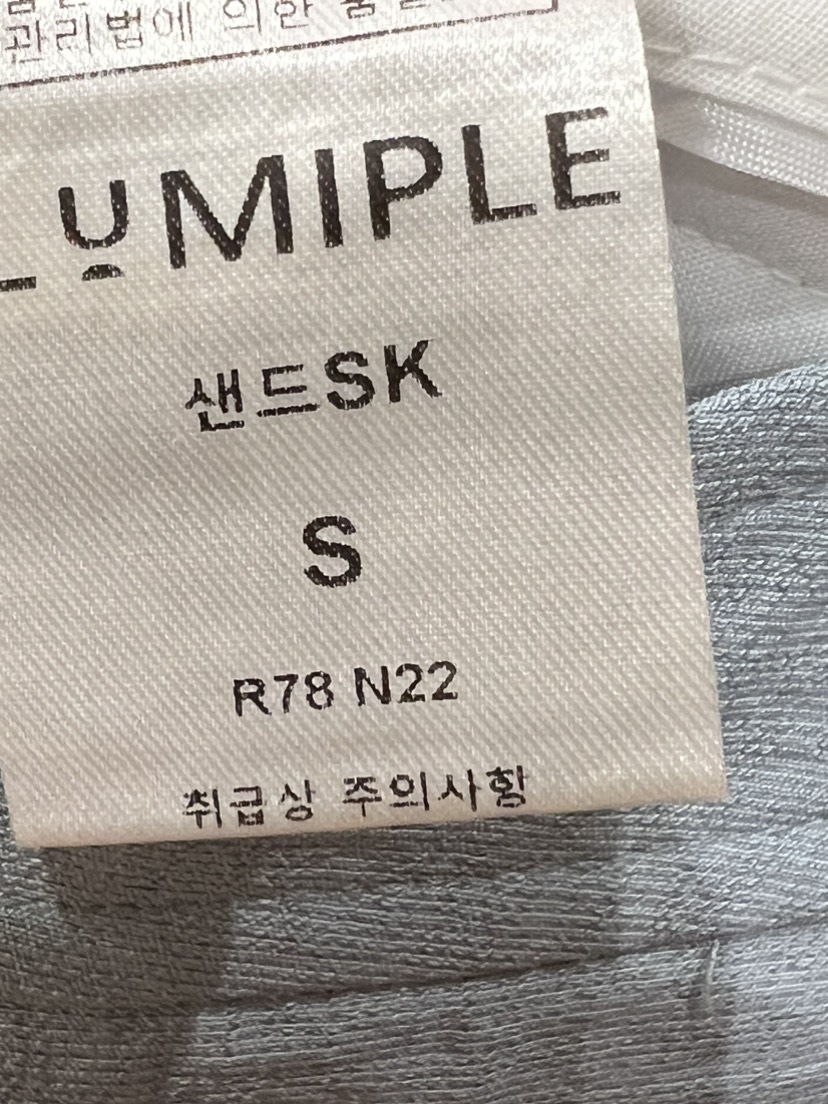 관리법에 의한 품
LUMIPLE
샌드SK
S
R78 N22
취급상 주의사항